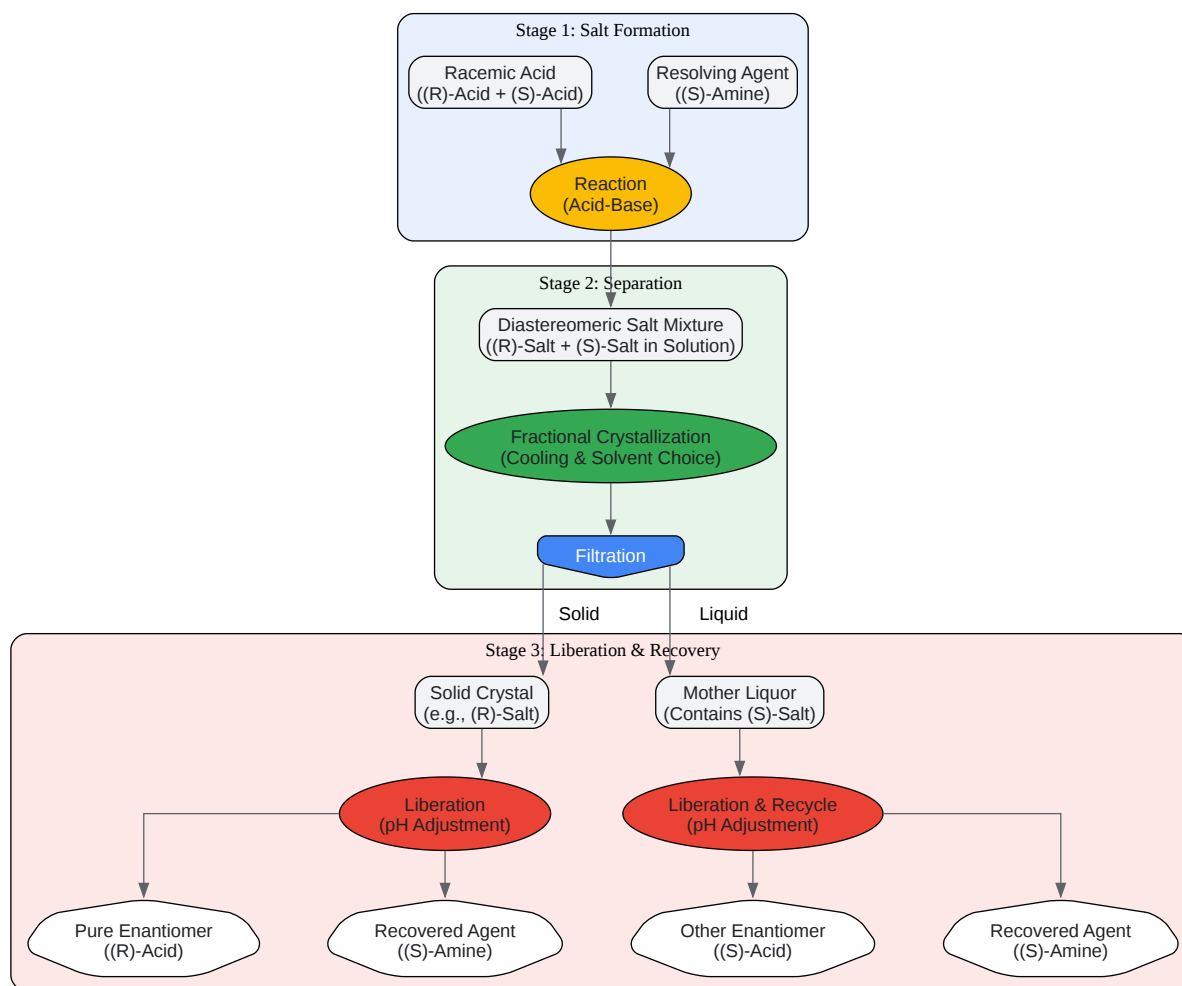 Stage 1: Salt Formation
Racemic Acid
((R)-Acid + (S)-Acid)
Resolving Agent
((S)-Amine)
Reaction
(Acid-Base)
Stage 2: Separation
Diastereomeric Salt Mixture
((R)-Salt + (S)-Salt in Solution)
Fractional Crystallization
(Cooling & Solvent Choice)
Filtration
Solid
Liquid
Stage 3: Liberation & Recovery
Solid Crystal
(e.g., (R)-Salt)
Mother Liquor
(Contains (S)-Salt)
Liberation
(pH Adjustment)
Liberation & Recycle
(pH Adjustment)
Pure Enantiomer
((R)-Acid)
Recovered Agent
((S)-Amine)
Other Enantiomer
((S)-Acid)
Recovered Agent
((S)-Amine)